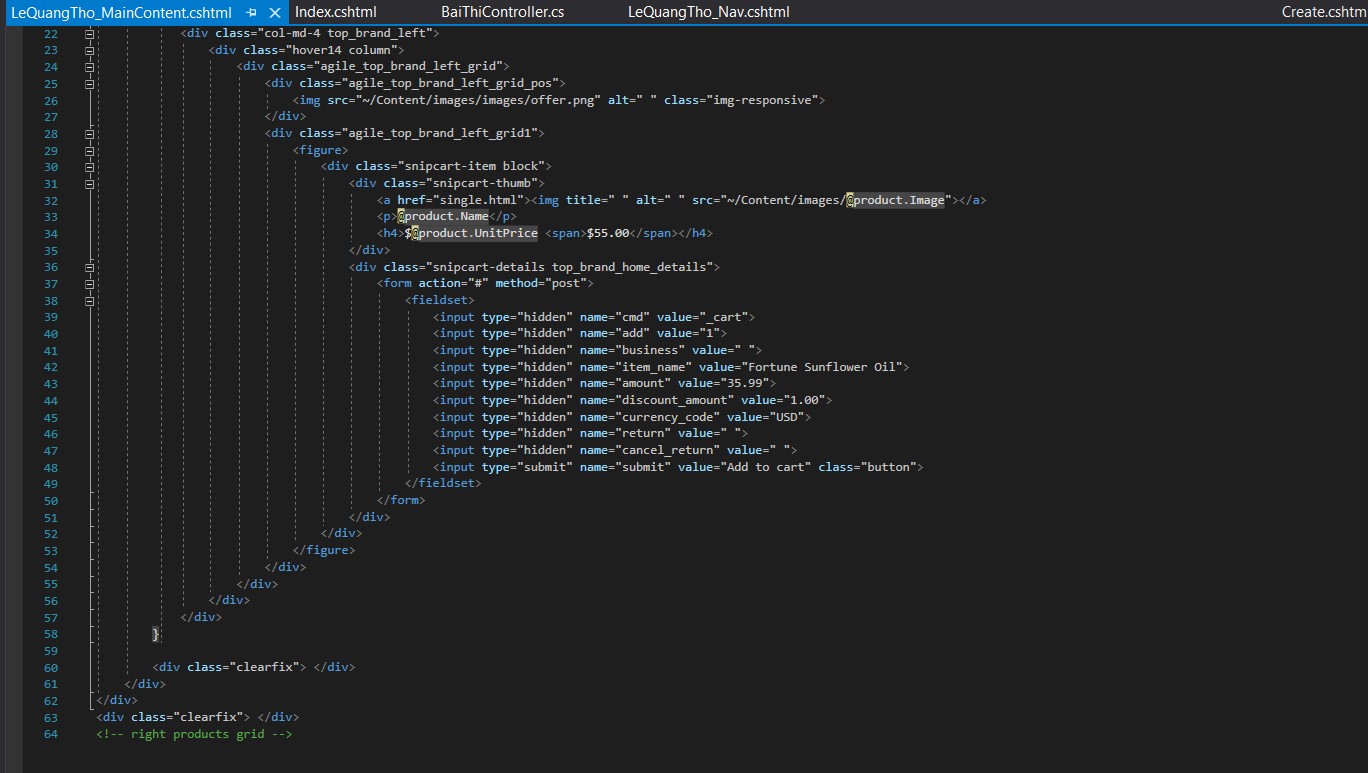 LeQuangTho_MainContent.cshtml Index.cshtml BaiThiController.cs LeQuangTho_Nav.cshtml Create.cshtm
22 <div class="col-md-4 top_brand_left">
23 <div class="hover14 column">
24 <div class="agile_top_brand_left_grid">
25 <div class="agile_top_brand_left_grid_pos">
26 <img src="~/Content/images/images/offer.png" alt=" " class="img-responsive">
27 </div>
28 <div class="agile_top_brand_left_grid1">
29 <figure>
30 <div class="snipcart-item block">
31 <div class="snipcart-thumb">
32 <a href="single.html"><img title=" " alt=" " src="~/Content/images/@product.Image"></a>
33 <p>@product.Name</p>
34 <h4>$@product.UnitPrice <span>$55.00</span></h4>
35 </div>
36 <div class="snipcart-details top_brand_home_details">
37 <form action="#" method="post">
38 <fieldset>
39 <input type="hidden" name="cmd" value="_cart">
40 <input type="hidden" name="add" value="1">
41 <input type="hidden" name="business" value=" ">
42 <input type="hidden" name="item_name" value="Fortune Sunflower Oil">
43 <input type="hidden" name="amount" value="35.99">
44 <input type="hidden" name="discount_amount" value="1.00">
45 <input type="hidden" name="currency_code" value="USD">
46 <input type="hidden" name="return" value=" ">
47 <input type="hidden" name="cancel_return" value=" ">
48 <input type="submit" name="submit" value="Add to cart" class="button">
49 </fieldset>
50 </form>
51 </div>
52 </div>
53 </figure>
54 </div>
55 </div>
56 </div>
57 </div>
58 }
59
60 <div class="clearfix"> </div>
61 </div>
62 </div>
63 <div class="clearfix"> </div>
64 <!-- right products grid -->